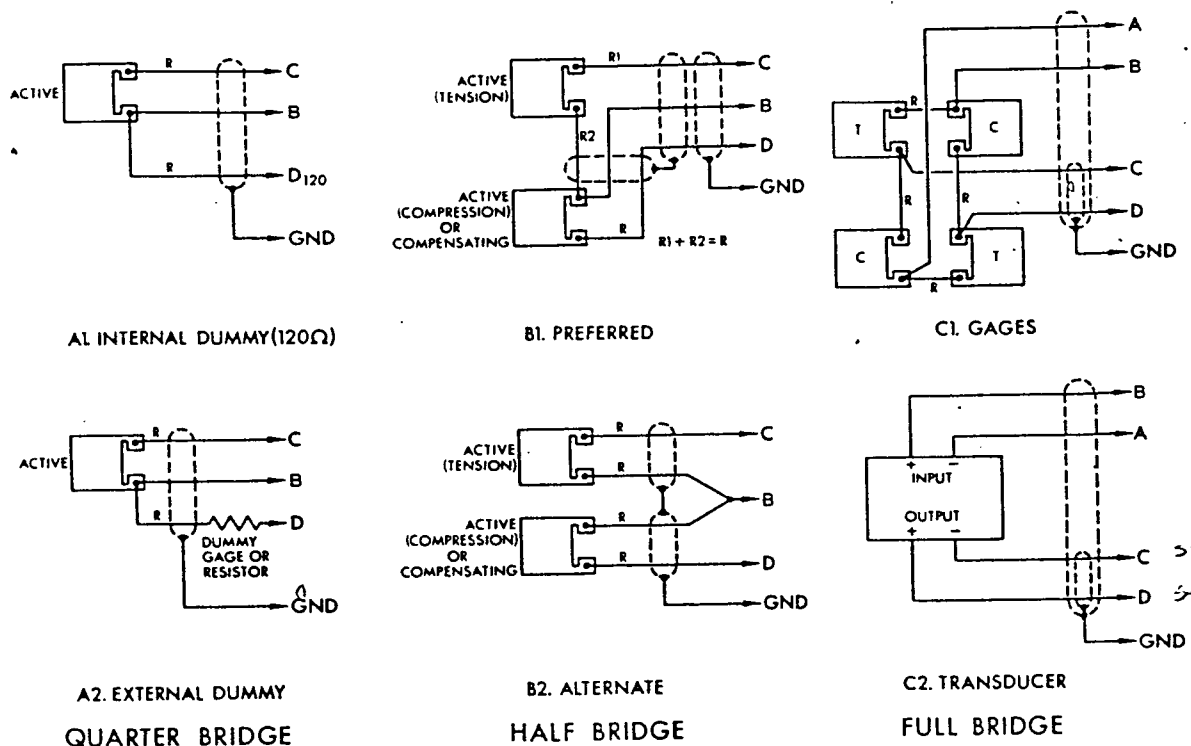 ACTIVE
R
C
B
R
D120
GND
A1. INTERNAL DUMMY (120Ω)
ACTIVE
(TENSION)
R1
C
B
R2
D
GND
ACTIVE
(COMPRESSION)
OR
COMPENSATING
R
R1 + R2 = R
B1. PREFERRED
A
B
R
T
C
C
R
R
D
C
T
R
GND
C1. GAGES
ACTIVE
R
C
B
R
D
DUMMY
GAGE OR
RESISTOR
GND
A2. EXTERNAL DUMMY
QUARTER BRIDGE
ACTIVE
(TENSION)
R
C
R
B
ACTIVE
(COMPRESSION)
OR
COMPENSATING
R
R
D
GND
B2. ALTERNATE
HALF BRIDGE
B
A
+ −
INPUT
OUTPUT
+ −
C
D
GND
C2. TRANSDUCER
FULL BRIDGE